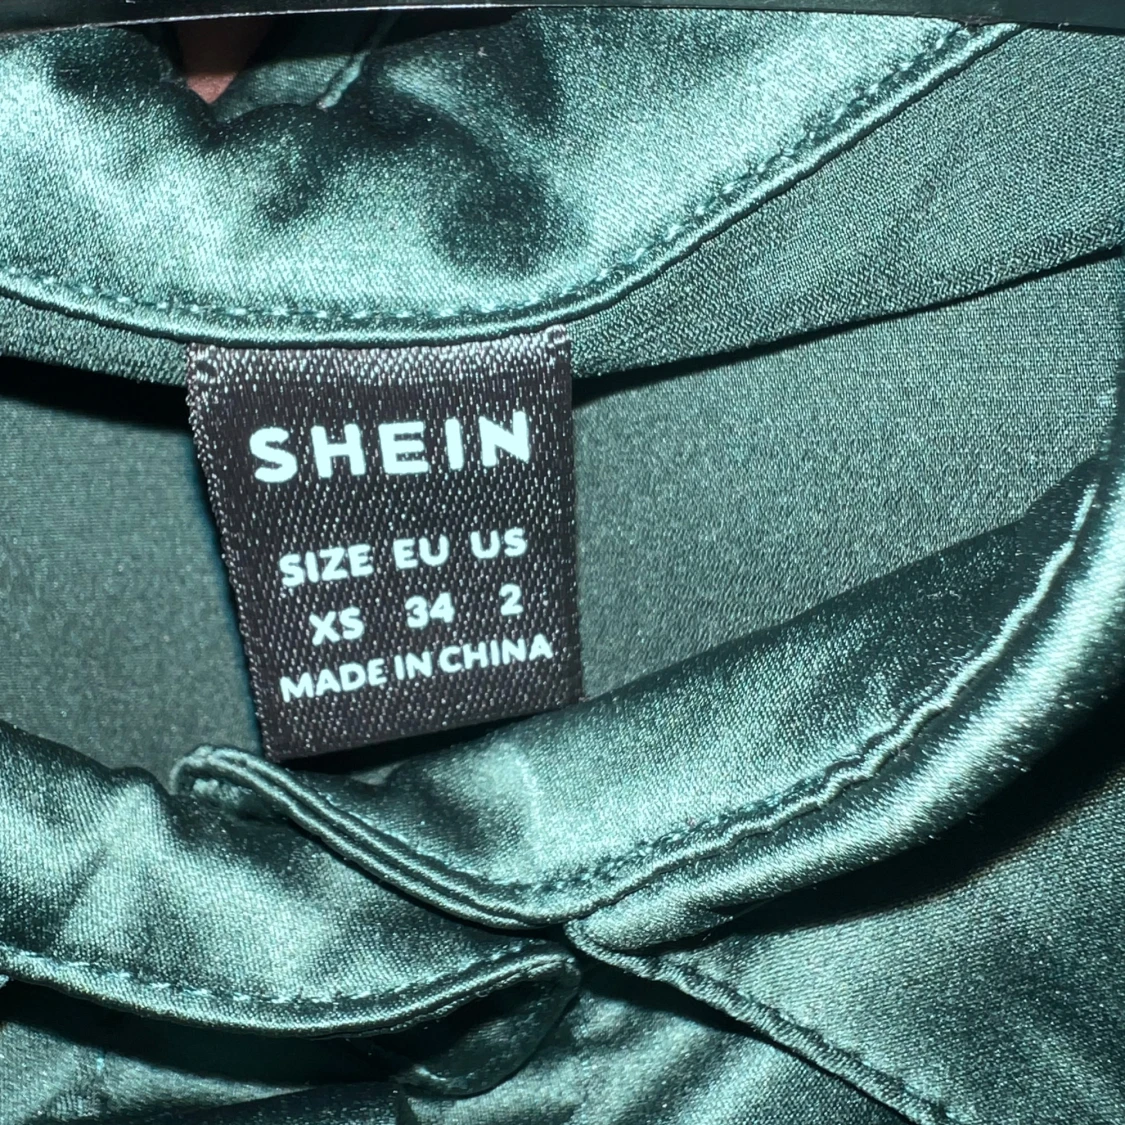 SHEIN
SIZE EU US
XS 34 2
MADE IN CHINA